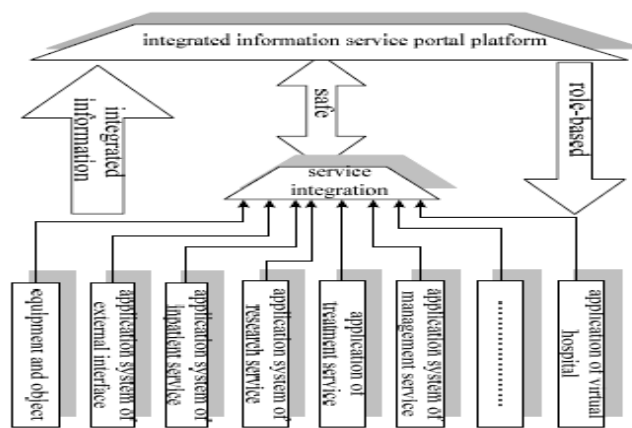 integrated information service portal platform
integrated
information
safe
role-based
service
integration
equipment and object
application system of
external interface
application system of
inpatient service
application system of
research service
application of
treatment service
application system of
management service
................
application of virtual
hospital